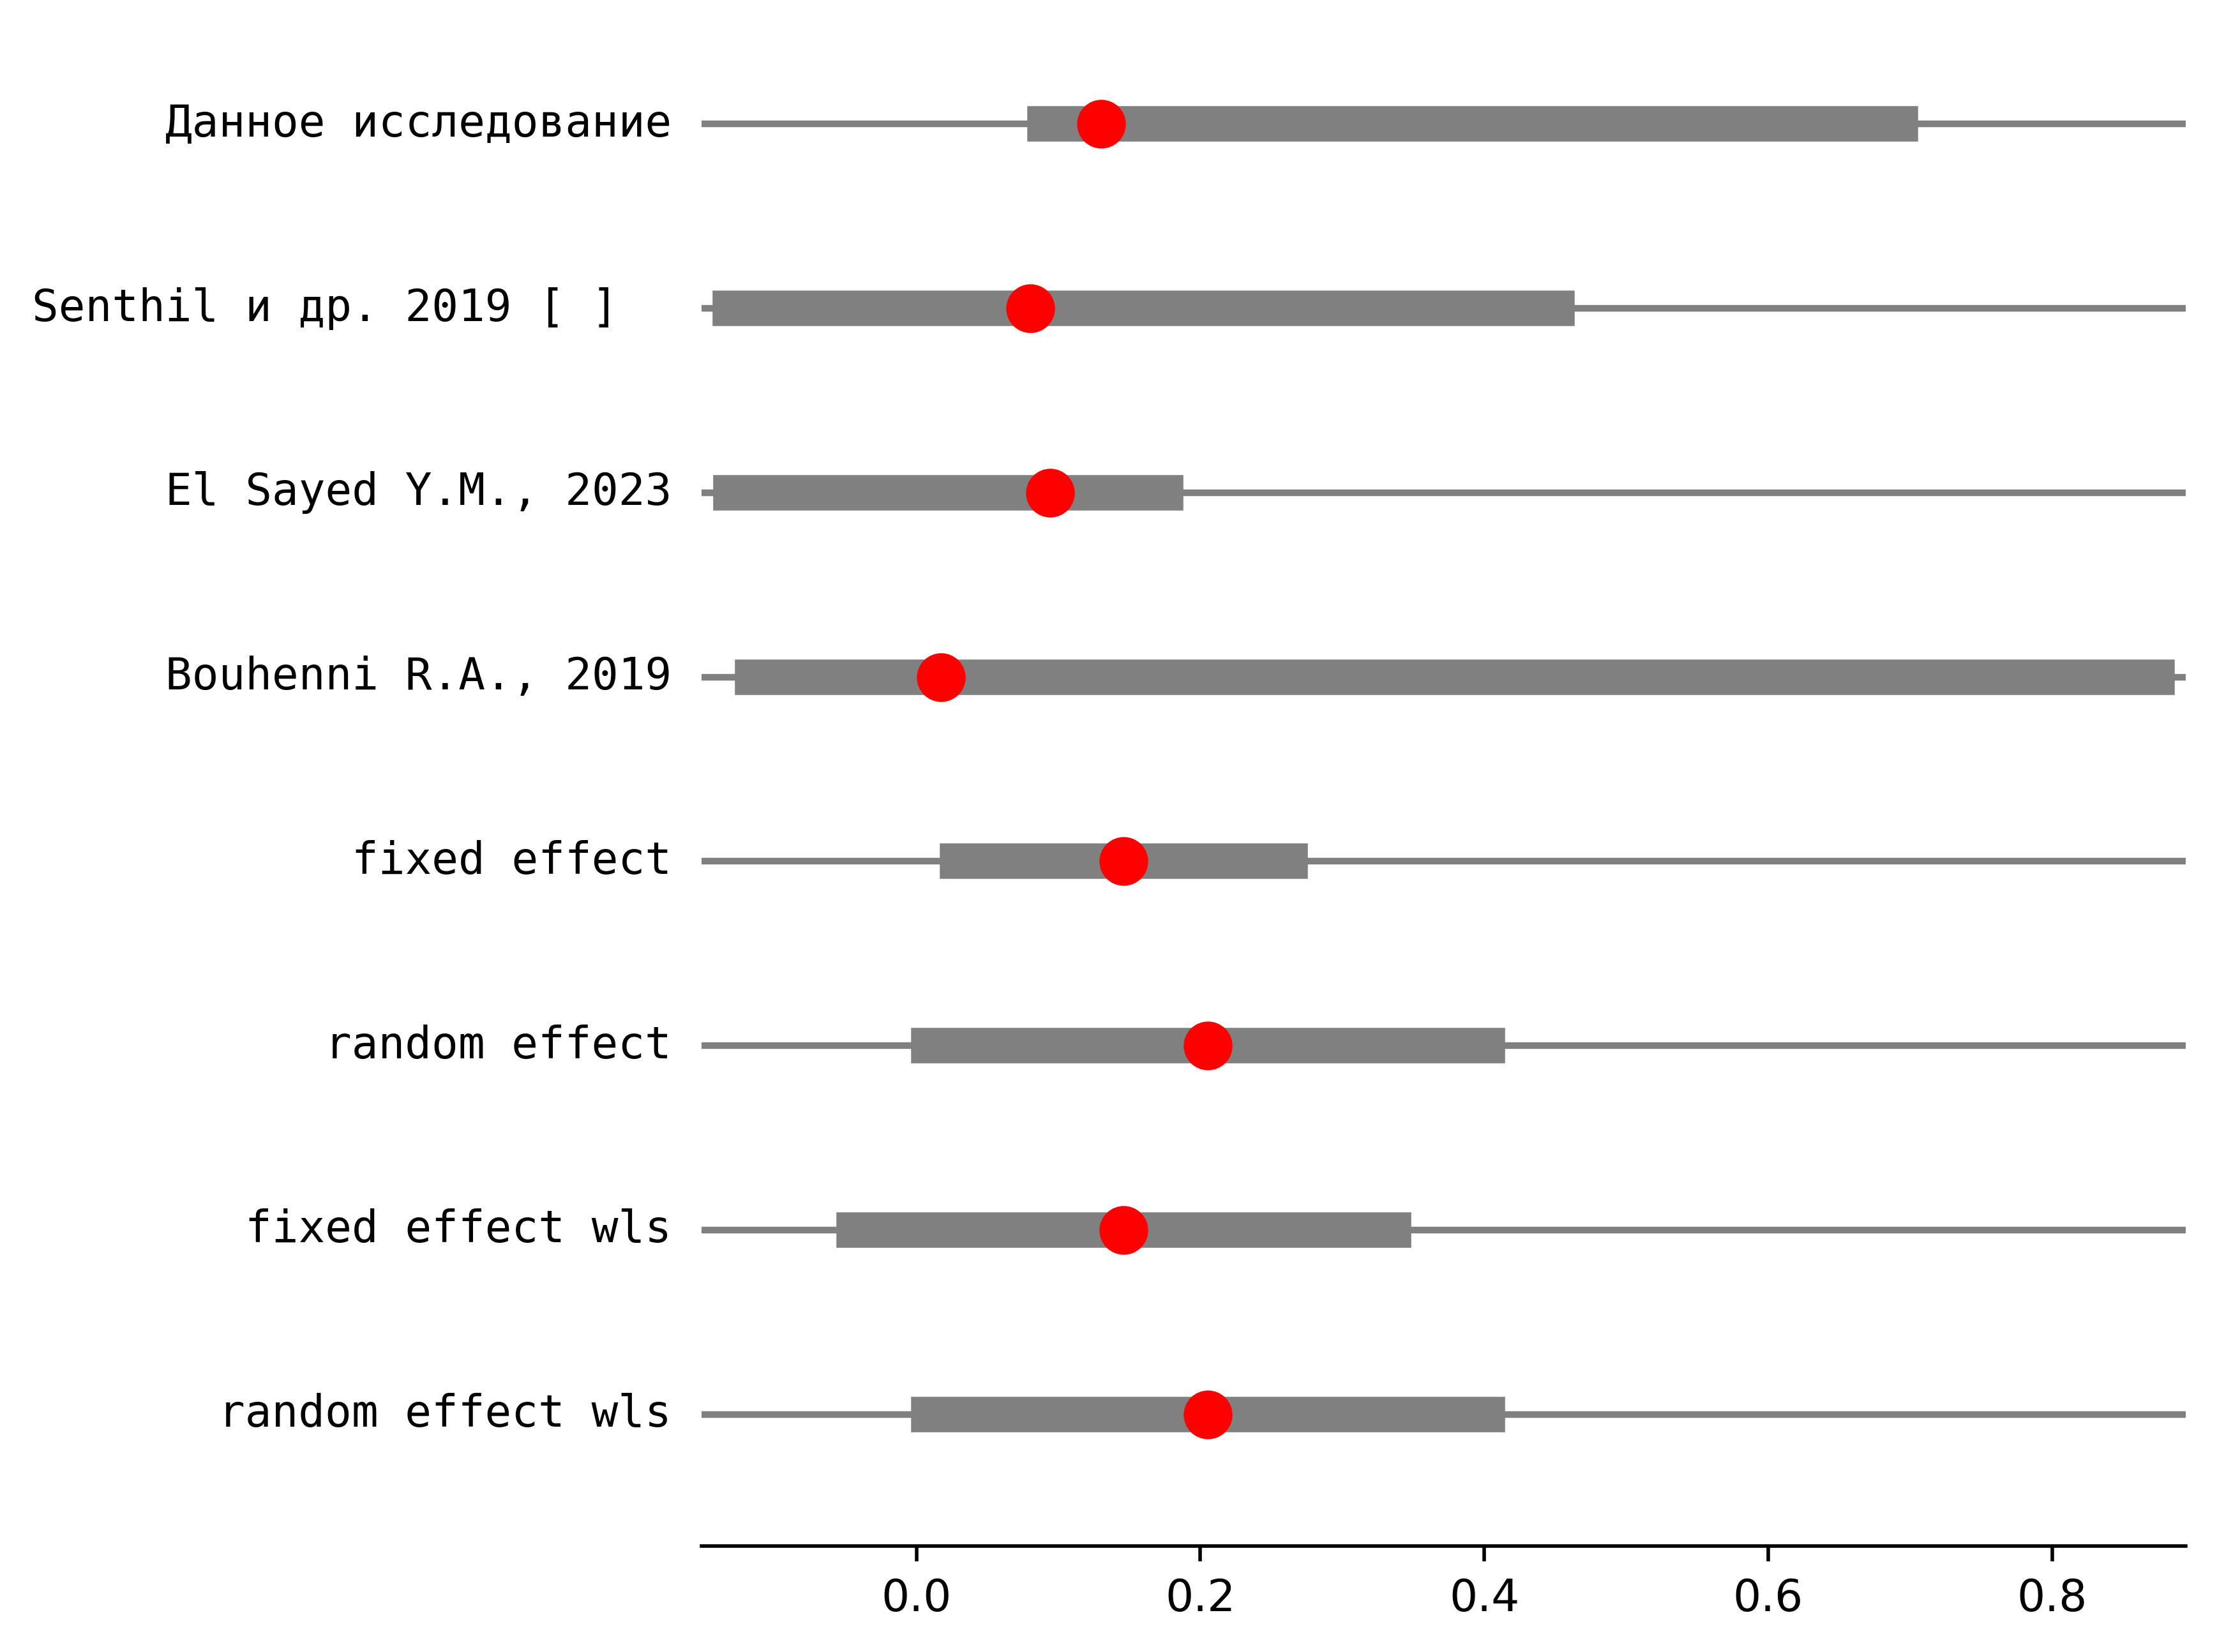 Данное исследование
Senthil и др. 2019 [ ]
El Sayed Y.M., 2023
Bouhenni R.A., 2019
fixed effect
random effect
fixed effect wls
random effect wls
0.0 0.2 0.4 0.6 0.8